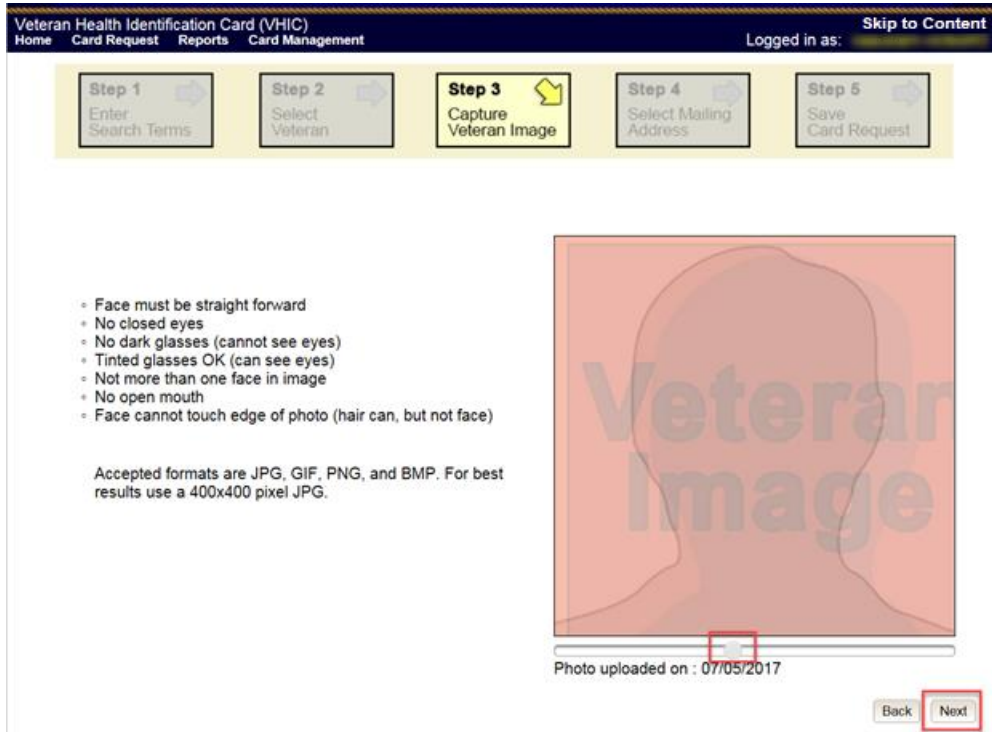 Veteran Health Identification Card (VHIC)
Skip to Content
Home Card Request Reports Card Management
Logged in as:
Step 1
Enter
Search Terms
Step 2
Select
Veteran
Step 3
Capture
Veteran Image
Step 4
Select Mailing
Address
Step 5
Save
Card Request
◦ Face must be straight forward
◦ No closed eyes
◦ No dark glasses (cannot see eyes)
◦ Tinted glasses OK (can see eyes)
◦ Not more than one face in image
◦ No open mouth
◦ Face cannot touch edge of photo (hair can, but not face)
Accepted formats are JPG, GIF, PNG, and BMP. For best
results use a 400x400 pixel JPG.
Veteran
Image
Photo uploaded on : 07/05/2017
Back
Next